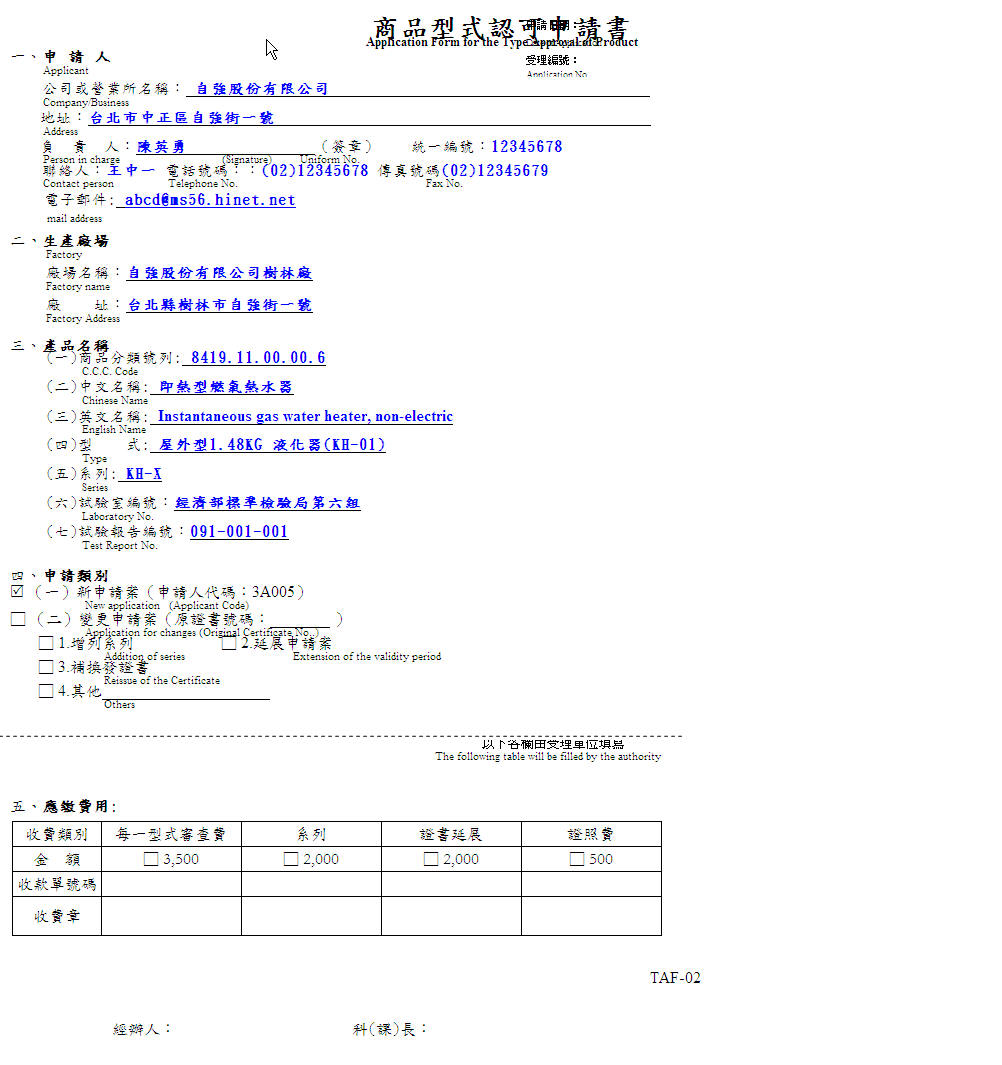 商品型式認可申請書
Application Form for the Type Approval of Product
受理編號：
Application No.
一、申請人
Applicant
公司或營業所名稱：自強股份有限公司
Company Business
地址：台北市中正區自強街一號
Address
負責人：陳英勇 (簽章) 統一編號：12345678
Person in charge (Signature) Uniform No.
聯絡人：王中一 電話號碼：(02)12345678 傳真號碼(02)12345679
Contact person Telephone No. Fax No.
電子郵件：abcd@ms56.hinet.net
mail address
二、生產廠場
Factory
廠場名稱：自強股份有限公司樹林廠
Factory name
廠 址：台北縣樹林市自強街一號
Factory Address
三、產品名稱
(一)商品分類號列：8419.11.00.00.6
C.C.C. Code
(二)中文名稱：即熱型燃氣熱水器
Chinese Name
(三)英文名稱：Instantaneous gas water heater, non-electric
English Name
(四)型 式：屋外型1.48KG 液化器(KH-01)
Type
(五)系列：KH-X
Series
(六)試驗室編號：經濟部標準檢驗局第六組
Laboratory No.
(七)試驗報告編號：091-001-001
Test Report No.
四、申請類別
☑ (一) 新申請案 (申請人代碼：3A005)
New application (Applicant Code)
□ (二) 變更申請案 (原證書號碼： )
Application for changes (Original Certificate No.:)
□ 1.增列系列 □ 2.延展申請案
Addition of series Extension of the validity period
□ 3.補換發證書
Reissue of the Certificate
□ 4.其他
Others
以下各欄由受理單位填寫
The following table will be filled by the authority
五、應繳費用：
收費類別 每一型式審查費 系列 證書延展 證照費
金 額 □ 3,500 □ 2,000 □ 2,000 □ 500
收款單號碼
收費章
TAF-02
經辦人： 科(課)長：